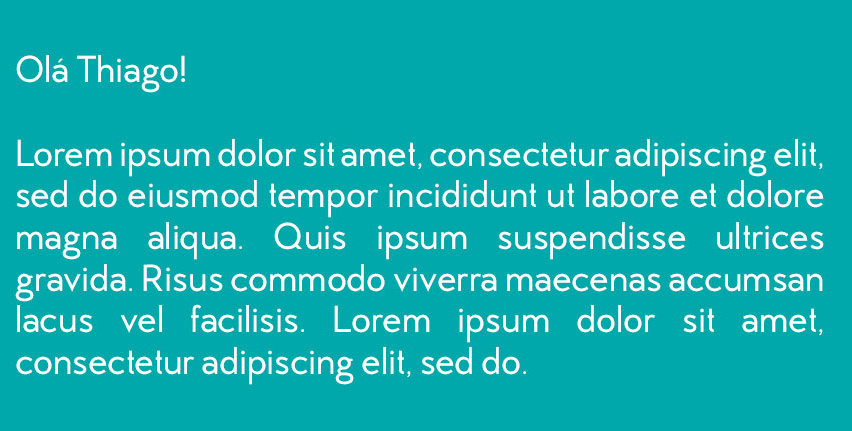 Olá Thiago!
Lorem ipsum dolor sit amet, consectetur adipiscing elit,
sed do eiusmod tempor incididunt ut labore et dolore
magna aliqua. Quis ipsum suspendisse ultrices
gravida. Risus commodo viverra maecenas accumsan
lacus vel facilisis. Lorem ipsum dolor sit amet,
consectetur adipiscing elit, sed do.